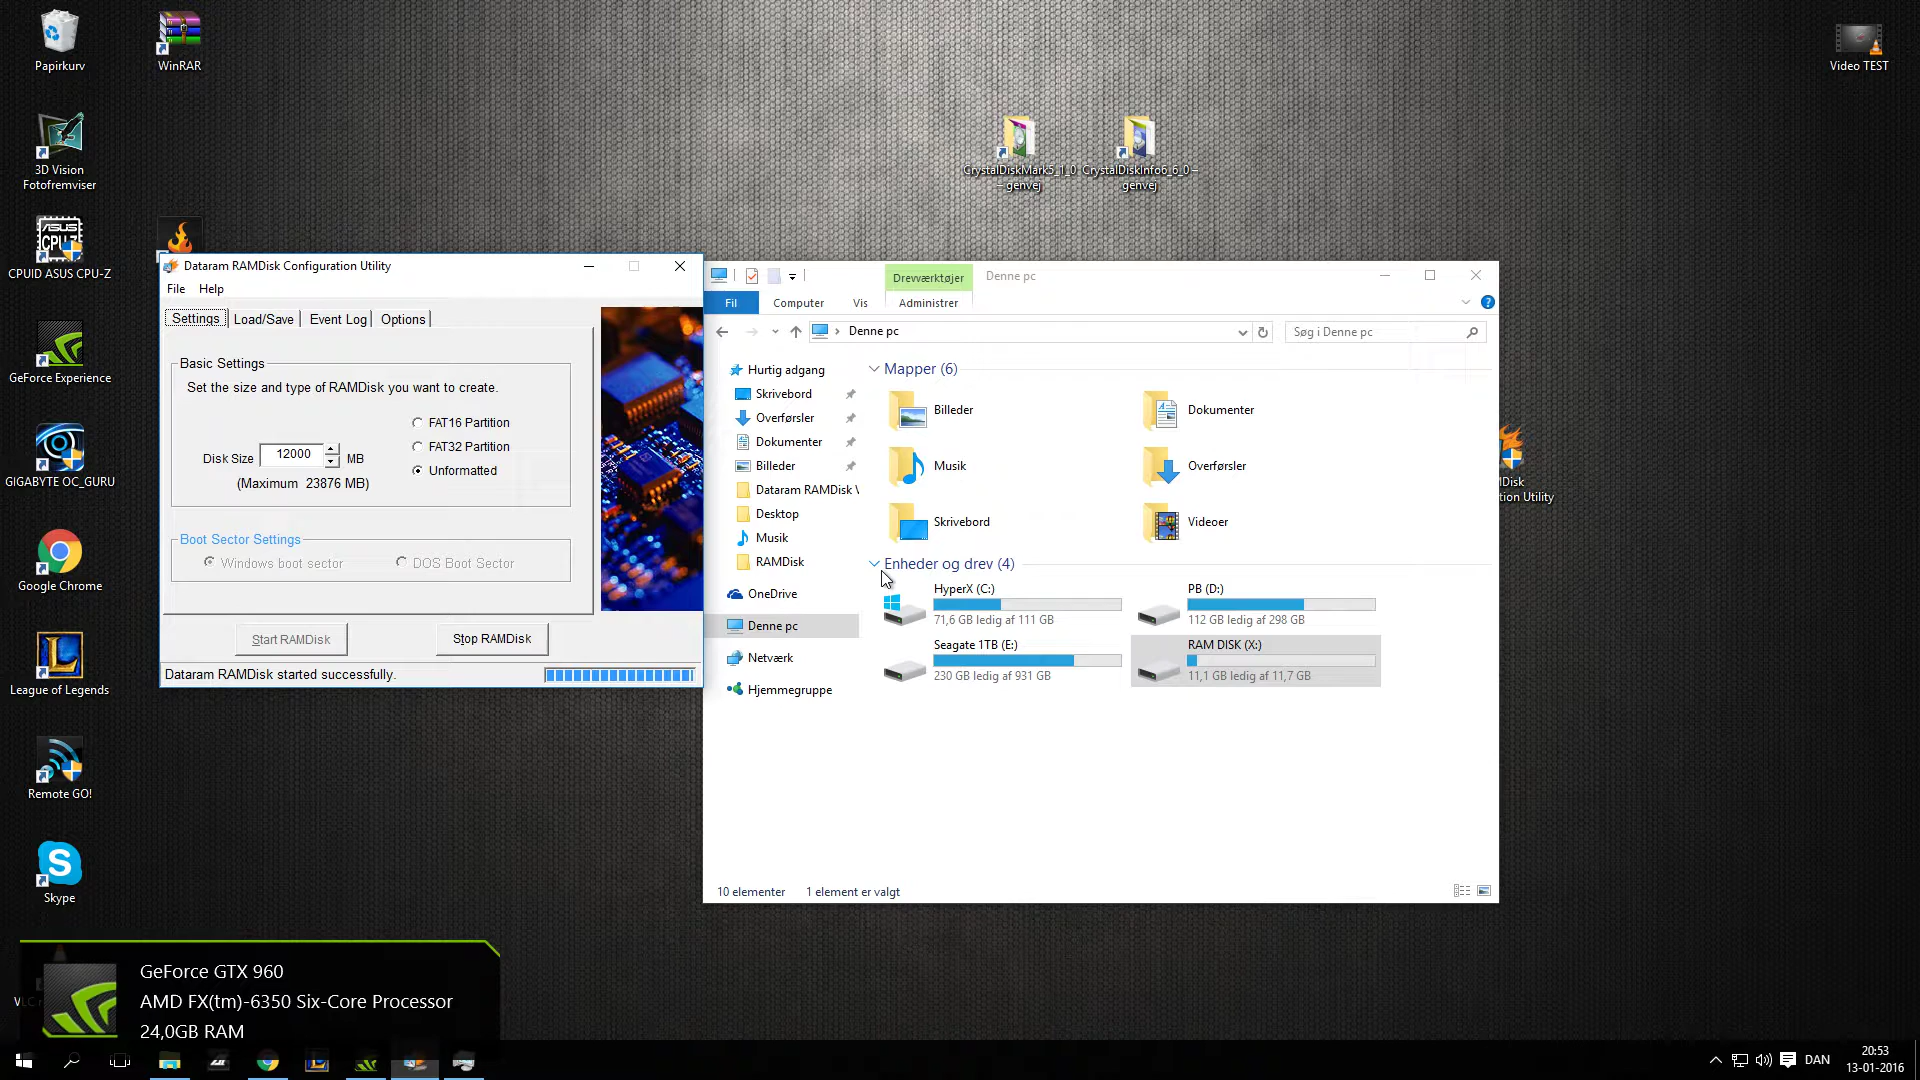 Papirkurv
WinRAR
Video TEST
3D Vision
Fotofremviser
CrystalDiskMark5_1_0
– genvej
CrystalDiskInfo6_6_0 –
genvej
CPUID ASUS CPU-Z
GeForce Experience
GIGABYTE OC_GURU
Google Chrome
League of Legends
Remote GO!
Skype
Dataram RAMDisk Configuration Utility
File Help
Settings Load/Save Event Log Options
Basic Settings
Set the size and type of RAMDisk you want to create.
FAT16 Partition
FAT32 Partition
Disk Size 12000 MB
Unformatted
(Maximum 23876 MB)
Boot Sector Settings
Windows boot sector DOS Boot Sector
Start RAMDisk Stop RAMDisk
Dataram RAMDisk started successfully.
Drevværktøjer Denne pc
Fil Computer Vis Administrer
Denne pc
Søg i Denne pc
Hurtig adgang
Skrivebord
Overførsler
Dokumenter
Billeder
Dataram RAMDisk
Desktop
Musik
RAMDisk
OneDrive
Denne pc
Netværk
Hjemmegruppe
Mapper (6)
Billeder
Dokumenter
Musik
Overførsler
Skrivebord
Videoer
Enheder og drev (4)
HyperX (C:)
71,6 GB ledig af 111 GB
PB (D:)
112 GB ledig af 298 GB
Seagate 1TB (E:)
230 GB ledig af 931 GB
RAM DISK (X:)
11,1 GB ledig af 11,7 GB
10 elementer 1 element er valgt
MDisk
ion Utility
GeForce GTX 960
AMD FX(tm)-6350 Six-Core Processor
24,0GB RAM
DAN
20:53
13-01-2016